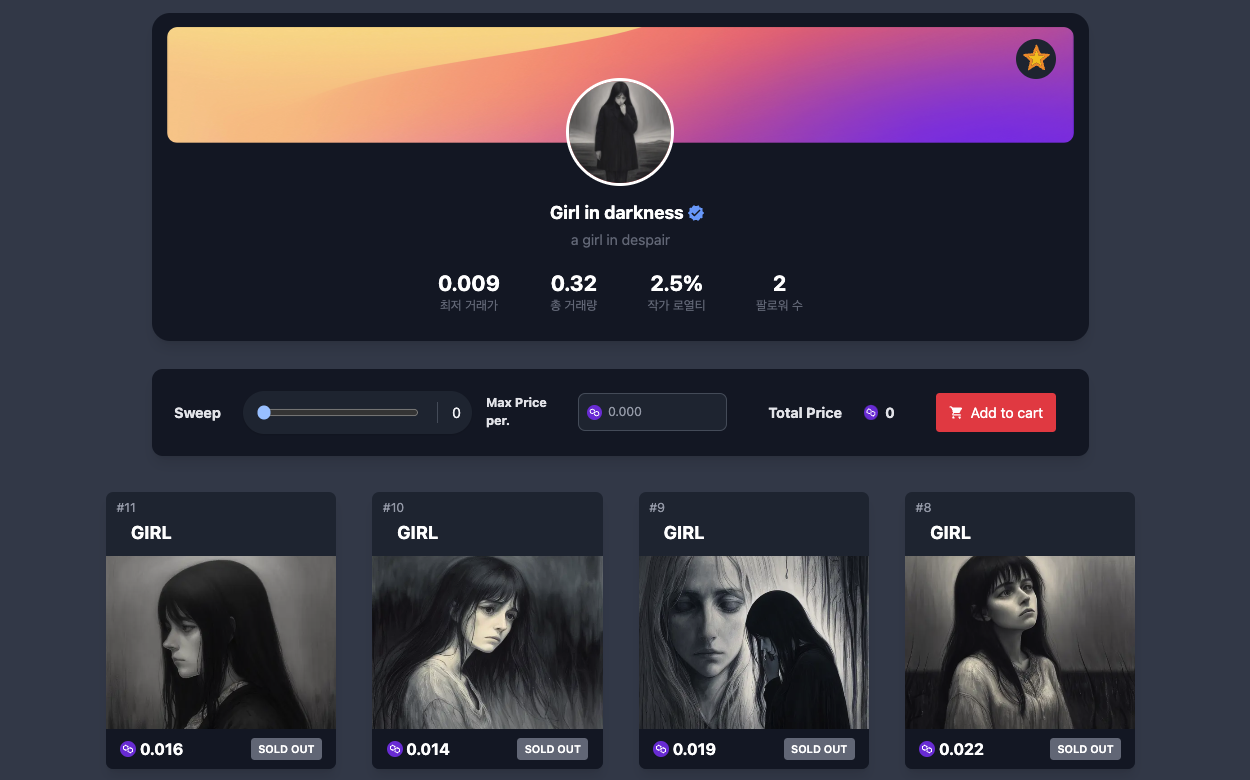 Girl in darkness
a girl in despair
0.009 0.32 2.5% 2
최저 거래가 총 거래량 작가 로열티 팔로워 수
Sweep 0 Max Price per. 0.000 Total Price 0 Add to cart
#11 #10 #9 #8
GIRL GIRL GIRL GIRL
0.016 SOLD OUT 0.014 SOLD OUT 0.019 SOLD OUT 0.022 SOLD OUT